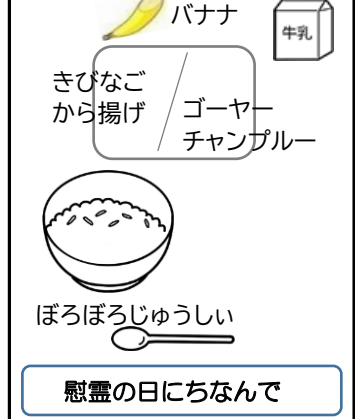 バナナ
牛乳
きびなご
から揚げ
ゴーヤー
チャンプルー
ぼろぼろじゅうしぃ
慰霊の日にちなんで